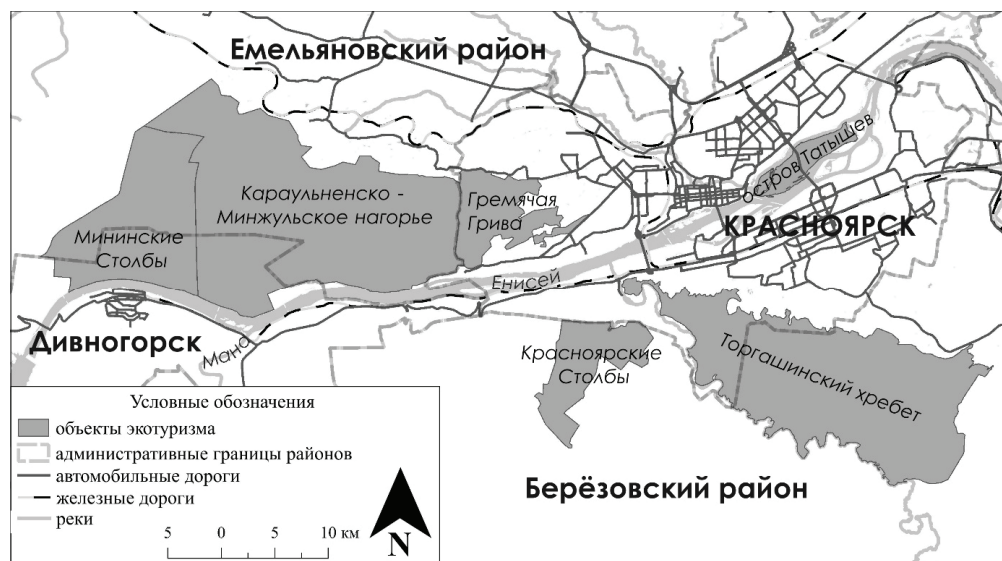 Емельяновский район
Караульненско -
Минжульское нагорье
Гремячая
Грива
Остров Татышев
КРАСНОЯРСК
Мининские
Столбы
Енисей
Дивногорск
Мана
Красноярские
Столбы
Торгашинский хребет
Берёзовский район
Условные обозначения
объекты экотуризма
административные границы районов
автомобильные дороги
железные дороги
реки
5 0 5 10 км
N